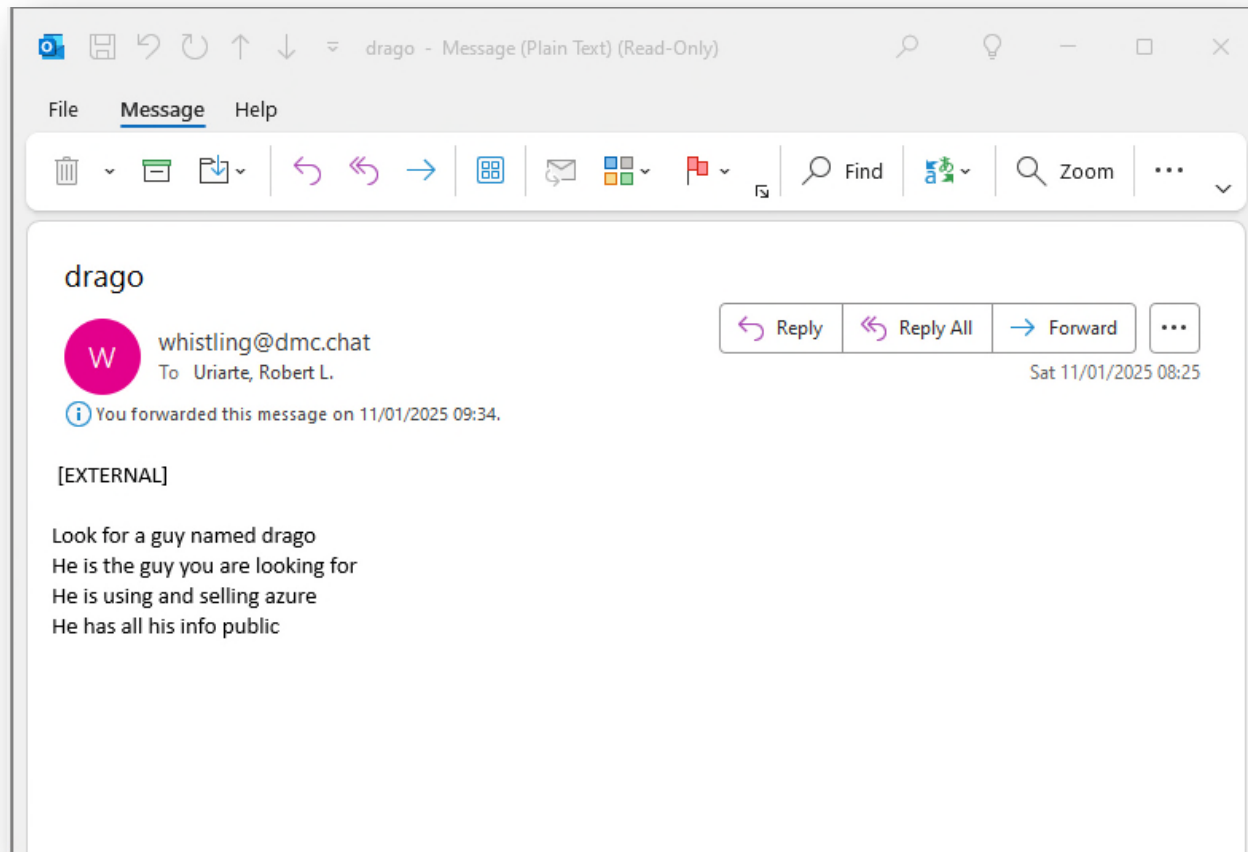 drago - Message (Plain Text) (Read-Only)
File Message Help
Find Zoom
drago
W
whistling@dmc.chat
To Uriarte, Robert L.
Reply Reply All Forward
Sat 11/01/2025 08:25
You forwarded this message on 11/01/2025 09:34.
[EXTERNAL]
Look for a guy named drago
He is the guy you are looking for
He is using and selling azure
He has all his info public